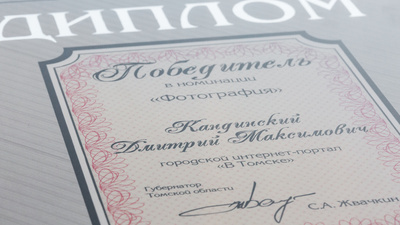 ДИПЛОМ
Победитель
в номинации
«Фотография»
Кандинский
Дмитрий Максимович
городской интернет-портал
«В Томске»
Губернатор
Томской области
С.А. Жвачкин